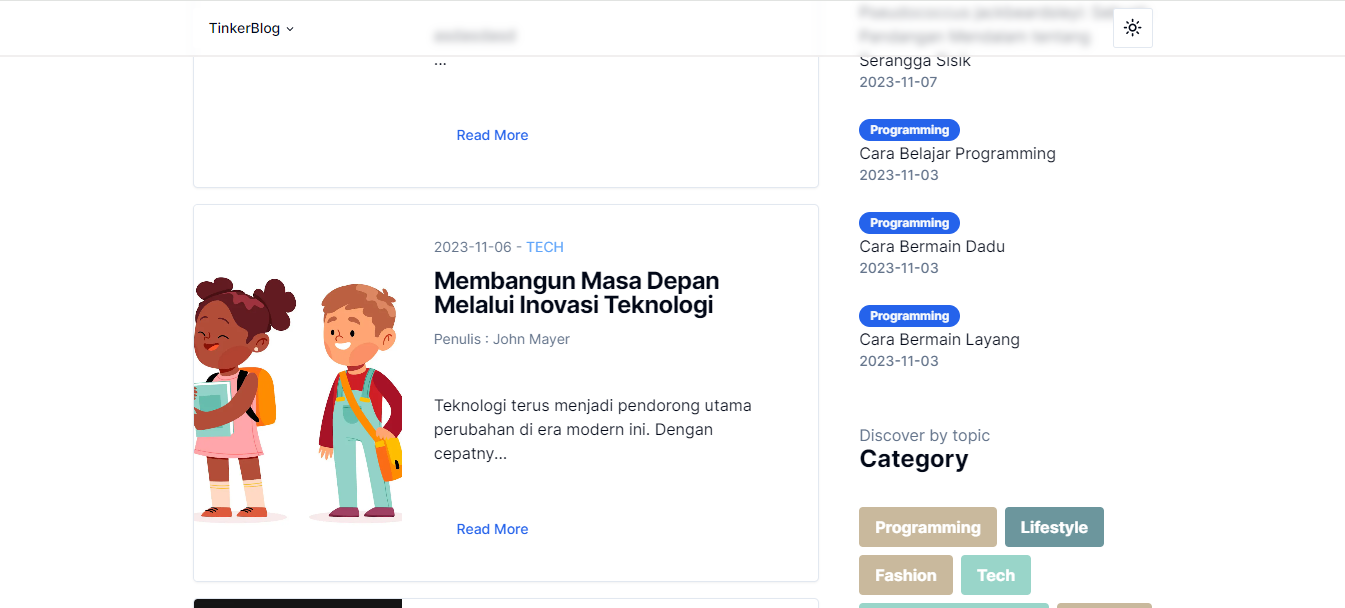 TinkerBlog
...
Read More
2023-11-06 - TECH
Membangun Masa Depan
Melalui Inovasi Teknologi
Penulis : John Mayer
Teknologi terus menjadi pendorong utama
perubahan di era modern ini. Dengan
cepatny...
Read More
Pandangan Mendalam tentang
Serangga Sisik
2023-11-07
Programming
Cara Belajar Programming
2023-11-03
Programming
Cara Bermain Dadu
2023-11-03
Programming
Cara Bermain Layang
2023-11-03
Discover by topic
Category
Programming
Lifestyle
Fashion
Tech